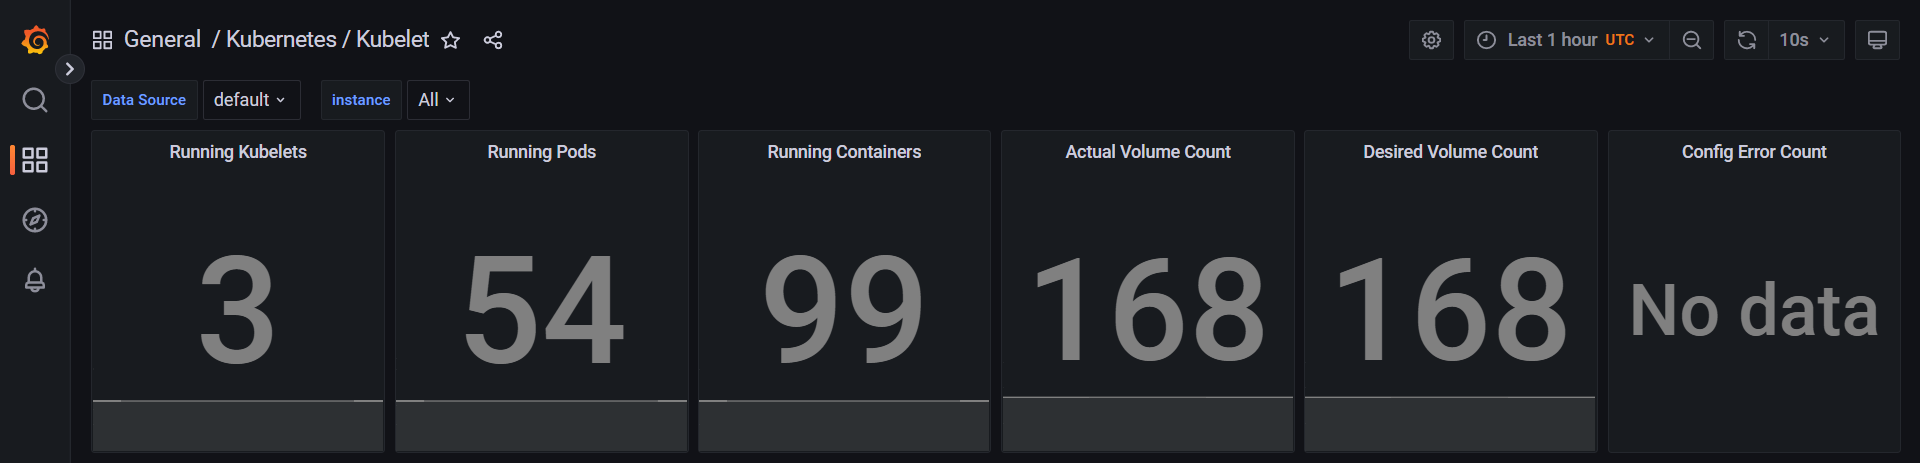 General / Kubernetes / Kubelet
Last 1 hour UTC
10s
Data Source default
instance All
Running Kubelets
3
Running Pods
54
Running Containers
99
Actual Volume Count
168
Desired Volume Count
168
Config Error Count
No data